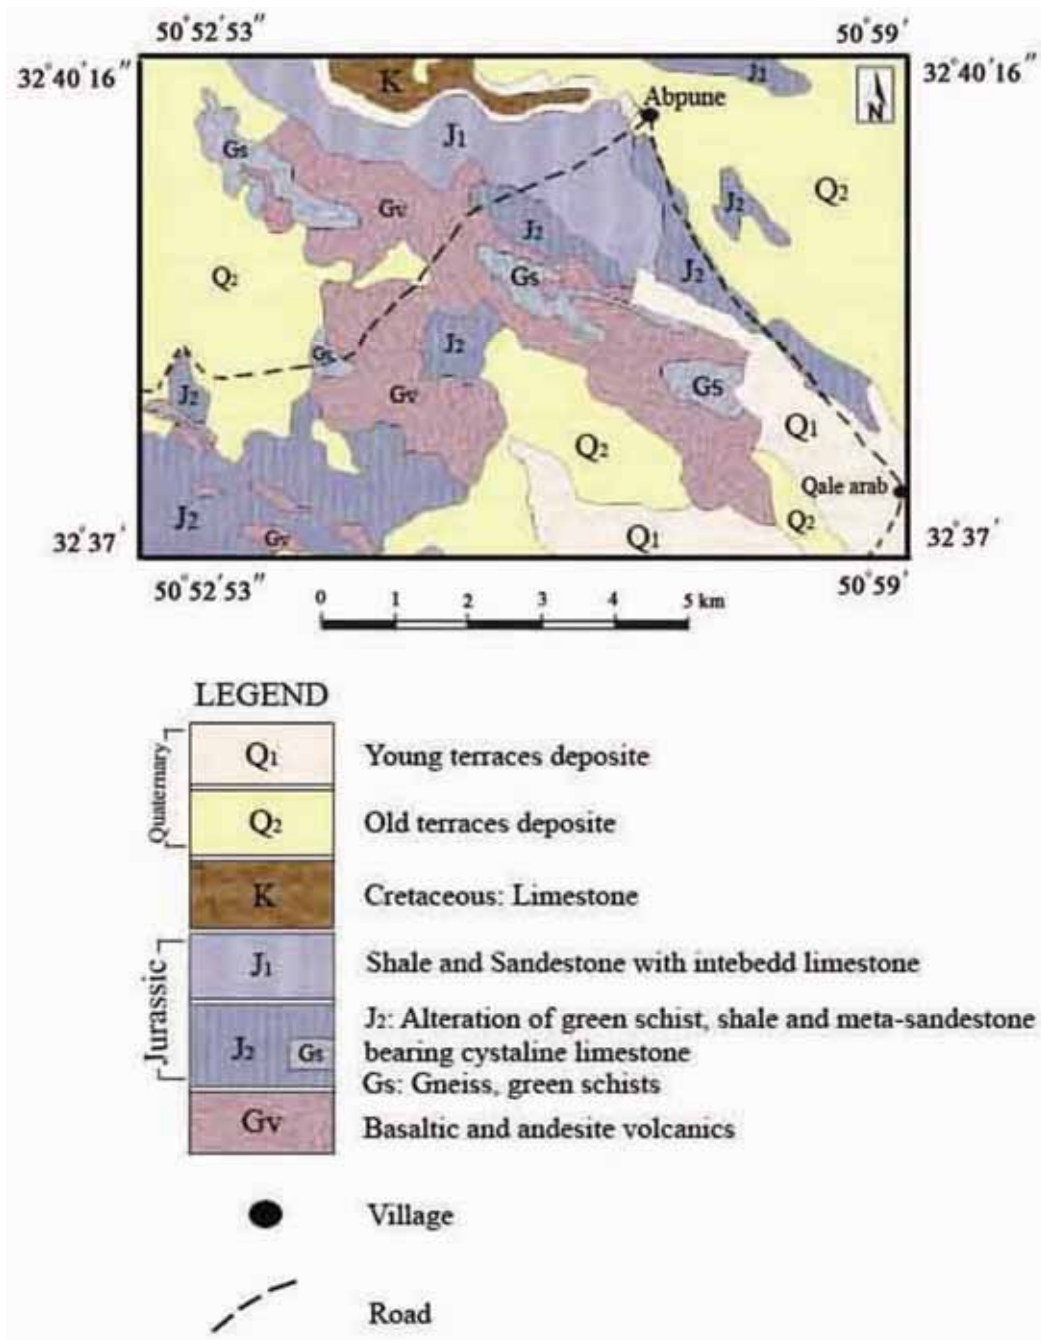 50°52'53" 50°59'
32°40'16" 32°40'16"
K
J1
N
Abpune
J1
Gs
Q2
J2
Gv
J2
J2
Q2
Gs
J2
Gs
Gs
J2
Gv
Q1
Q2
Qale arab
J2
Q2
Gv
Q1
32°37' 32°37'
50°52'53" 50°59'
0 1 2 3 4 5 km
LEGEND
Quaternary
Q1 Young terraces deposite
Q2 Old terraces deposite
K Cretaceous: Limestone
Jurassic
J1 Shale and Sandestone with intebedd limestone
J2 Gs J2: Alteration of green schist, shale and meta-sandestone
bearing cystaline limestone
Gs: Gneiss, green schists
Gv Basaltic and andesite volcanics
Village
Road